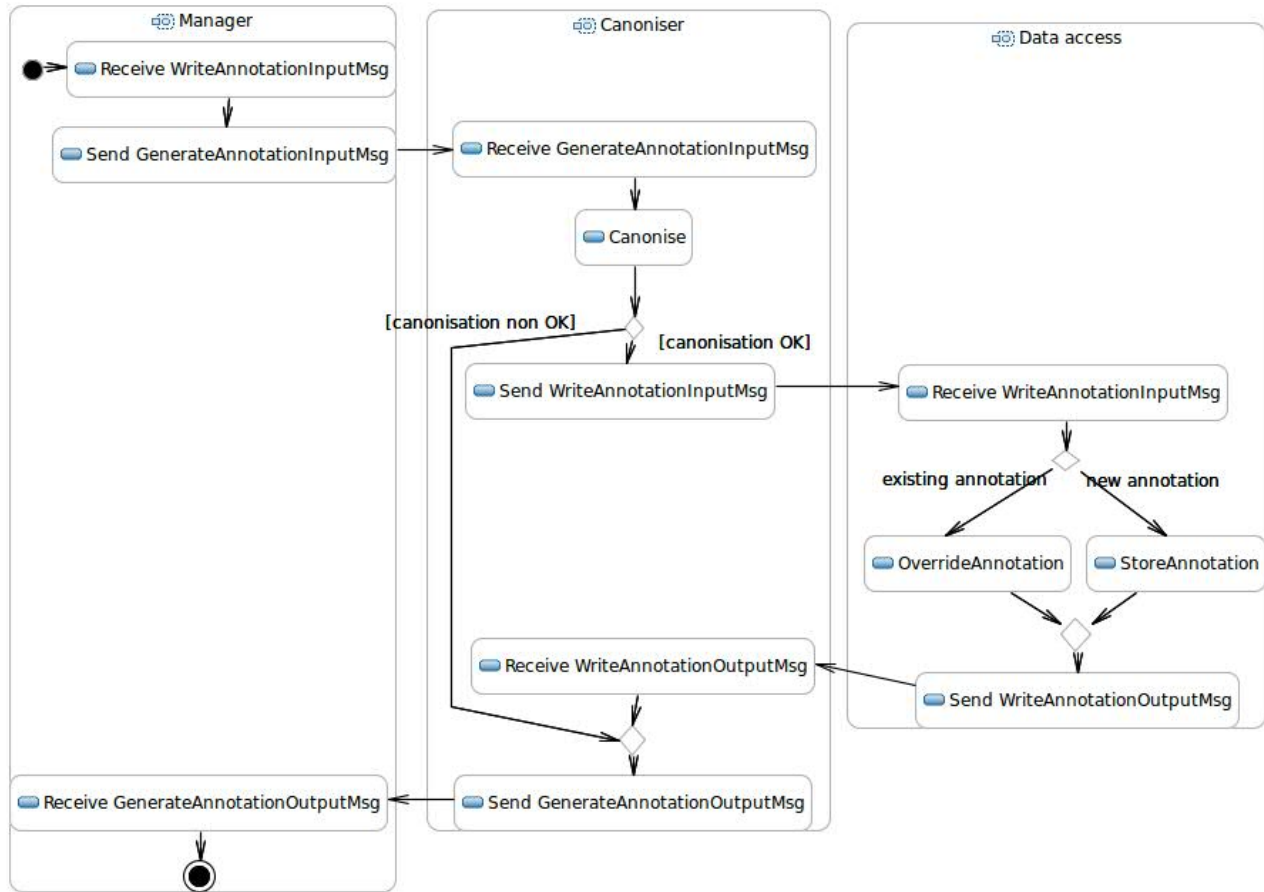 Manager
Canoniser
Data access
Receive WriteAnnotationInputMsg
Send GenerateAnnotationInputMsg
Receive GenerateAnnotationInputMsg
Canonise
[canonisation non OK]
[canonisation OK]
Send WriteAnnotationInputMsg
Receive WriteAnnotationInputMsg
existing annotation
new annotation
OverrideAnnotation
StoreAnnotation
Receive WriteAnnotationOutputMsg
Send WriteAnnotationOutputMsg
Receive GenerateAnnotationOutputMsg
Send GenerateAnnotationOutputMsg